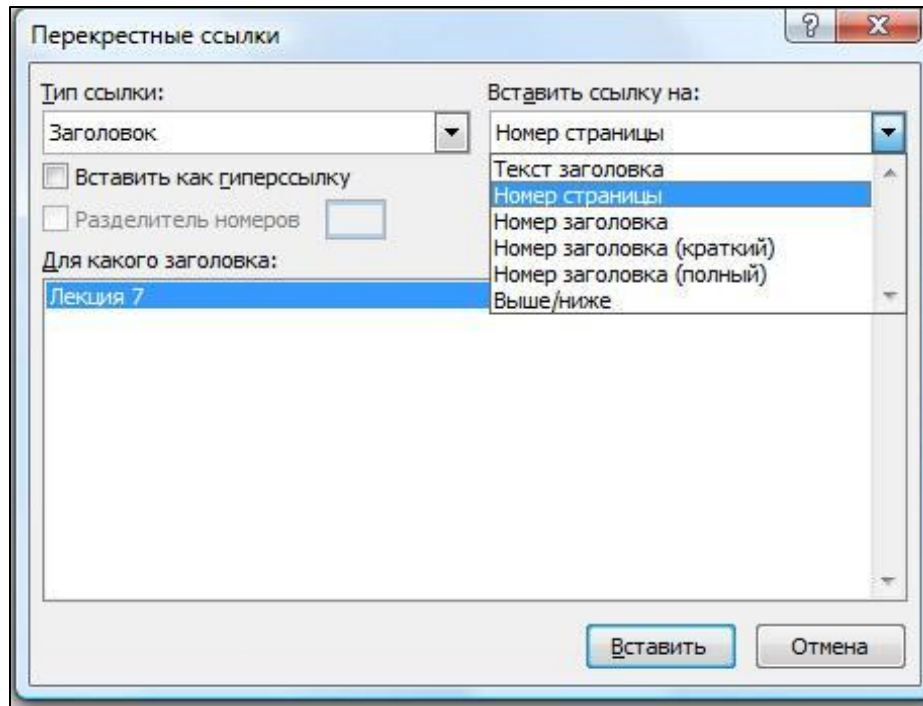 Перекрестные ссылки
Тип ссылки:
Вставить ссылку на:
Заголовок
Номер страницы
Вставить как гиперссылку
Разделитель номеров
Текст заголовка
Номер страницы
Номер заголовка
Номер заголовка (краткий)
Номер заголовка (полный)
Выше/ниже
Для какого заголовка:
Лекция 7
Вставить
Отмена